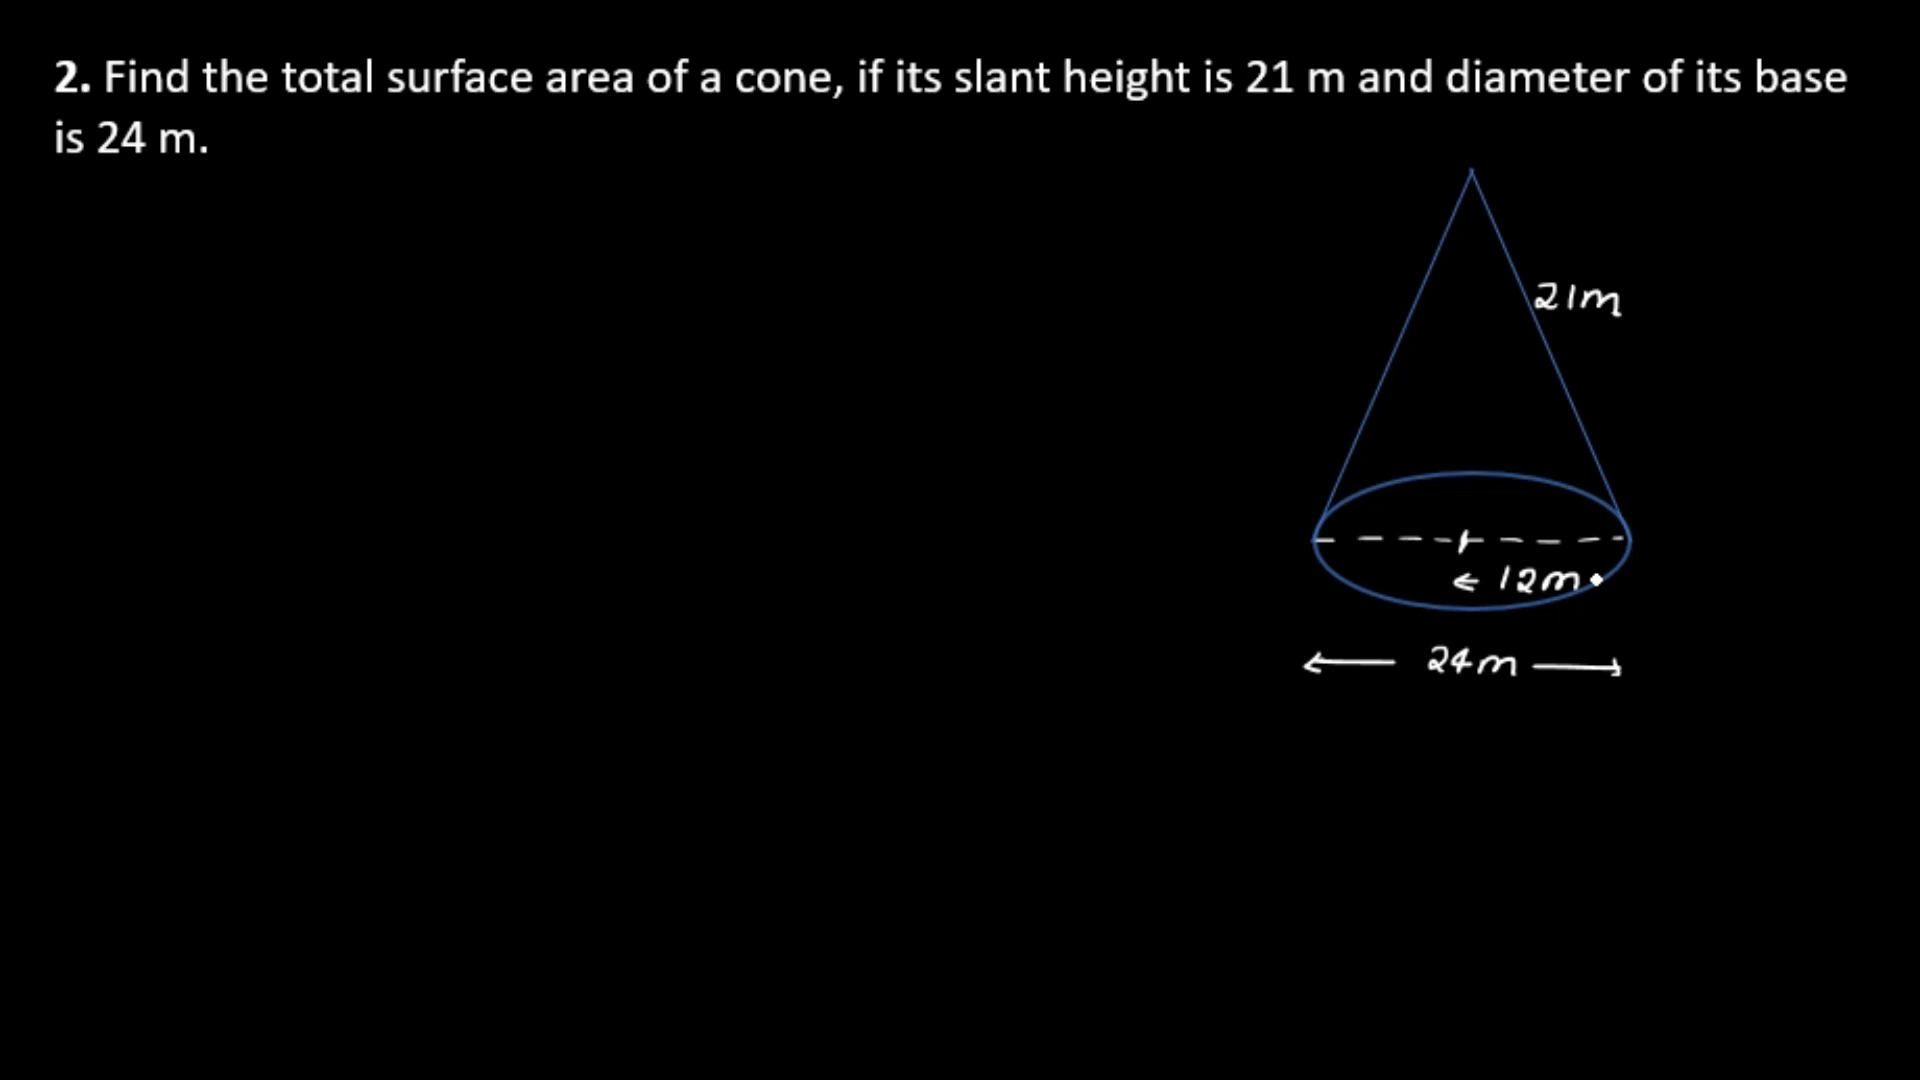 2. Find the total surface area of a cone, if its slant height is 21 m and diameter of its base
is 24 m.
21m
12m
24m